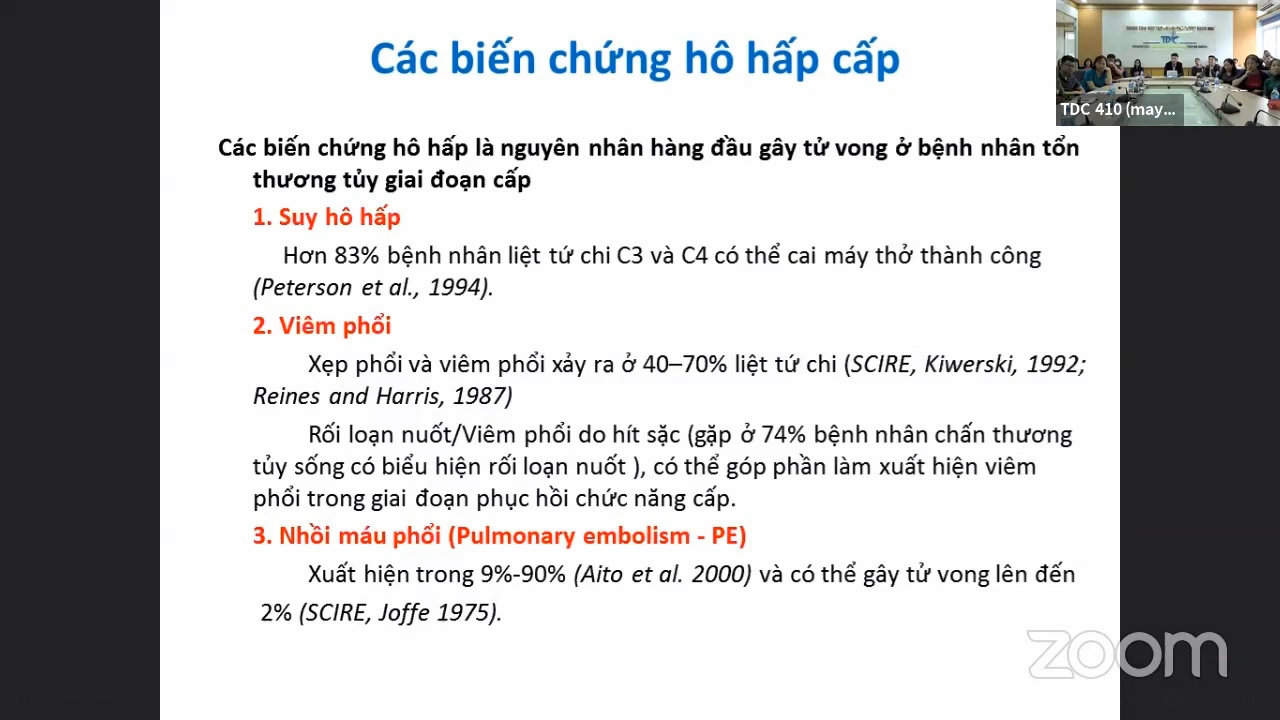 Các biến chứng hô hấp cấp
TDC
TDC 410 (may...
Các biến chứng hô hấp là nguyên nhân hàng đầu gây tử vong ở bệnh nhân tổn
thương tủy giai đoạn cấp
1. Suy hô hấp
Hơn 83% bệnh nhân liệt tứ chi C3 và C4 có thể cai máy thở thành công
(Peterson et al., 1994).
2. Viêm phổi
Xẹp phổi và viêm phổi xảy ra ở 40–70% liệt tứ chi (SCIRE, Kiwerski, 1992;
Reines and Harris, 1987)
Rối loạn nuốt/Viêm phổi do hít sặc (gặp ở 74% bệnh nhân chấn thương
tủy sống có biểu hiện rối loạn nuốt ), có thể góp phần làm xuất hiện viêm
phổi trong giai đoạn phục hồi chức năng cấp.
3. Nhồi máu phổi (Pulmonary embolism - PE)
Xuất hiện trong 9%-90% (Aito et al. 2000) và có thể gây tử vong lên đến
2% (SCIRE, Joffe 1975).
zoom